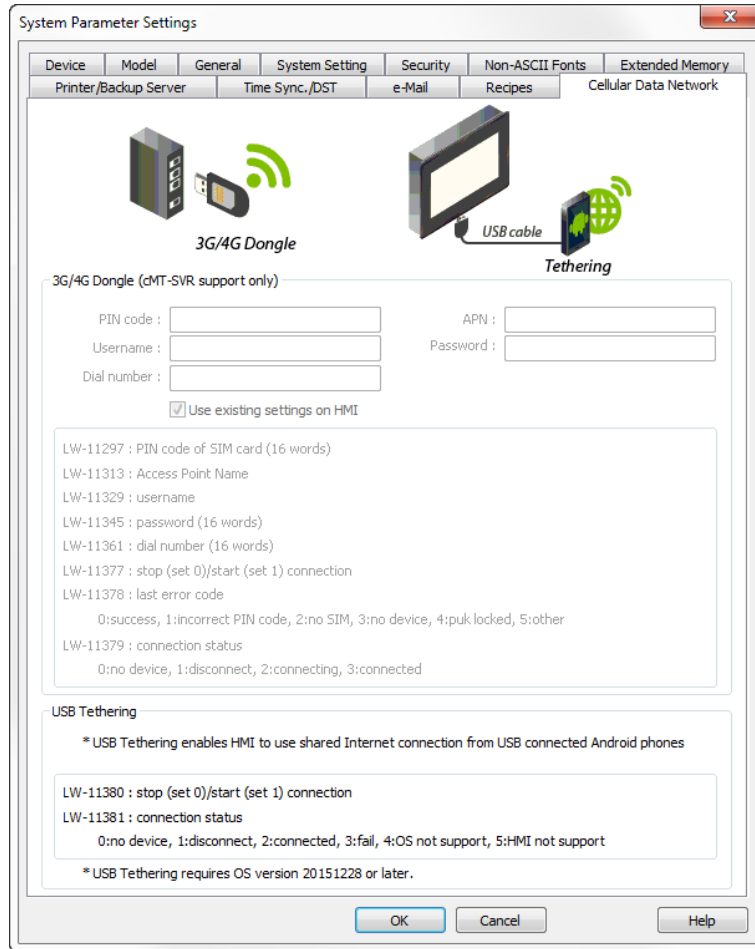 System Parameter Settings
Device Model General System Setting Security Non-ASCII Fonts Extended Memory
Printer/Backup Server Time Sync./DST e-Mail Recipes Cellular Data Network
3G/4G Dongle
USB cable
Tethering
3G/4G Dongle (cMT-SVR support only)
PIN code : APN :
Username : Password :
Dial number :
Use existing settings on HMI
LW-11297 : PIN code of SIM card (16 words)
LW-11313 : Access Point Name
LW-11329 : username
LW-11345 : password (16 words)
LW-11361 : dial number (16 words)
LW-11377 : stop (set 0)/start (set 1) connection
LW-11378 : last error code
0:success, 1:incorrect PIN code, 2:no SIM, 3:no device, 4:puk locked, 5:other
LW-11379 : connection status
0:no device, 1:disconnect, 2:connecting, 3:connected
USB Tethering
* USB Tethering enables HMI to use shared Internet connection from USB connected Android phones
LW-11380 : stop (set 0)/start (set 1) connection
LW-11381 : connection status
0:no device, 1:disconnect, 2:connected, 3:fail, 4:OS not support, 5:HMI not support
* USB Tethering requires OS version 20151228 or later.
OK Cancel Help